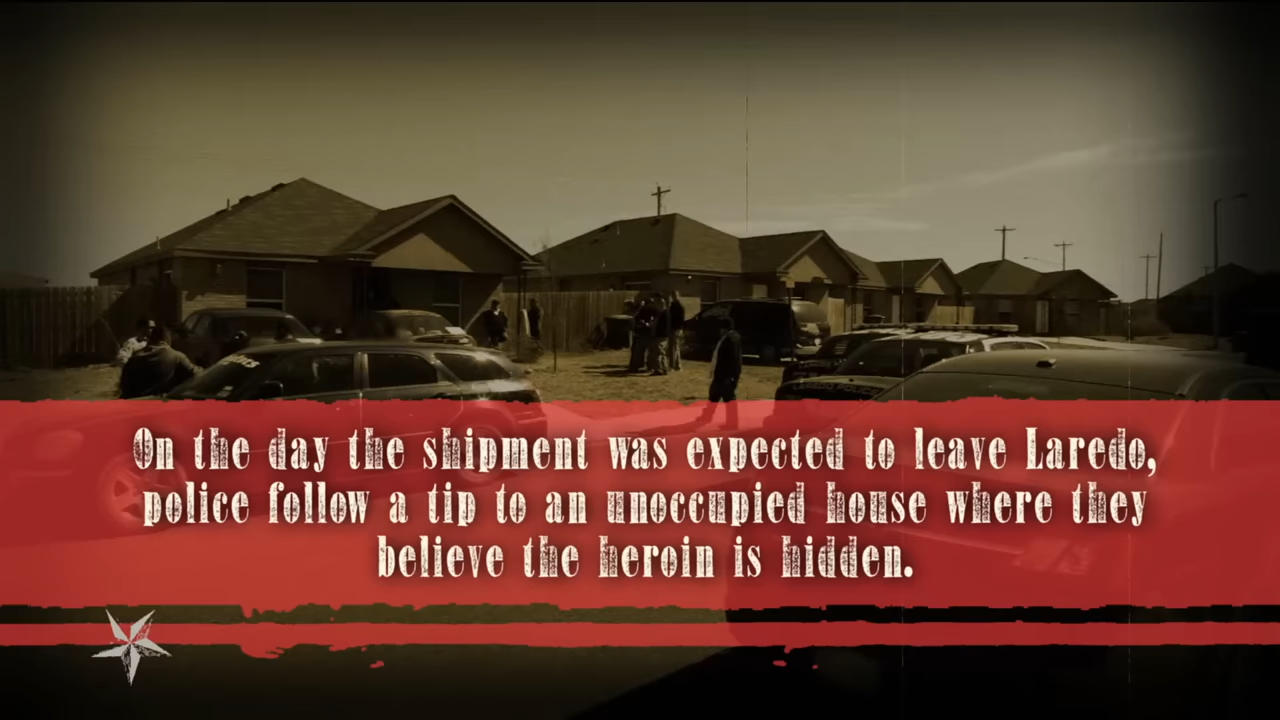 On the day the shipment was expected to leave Laredo,
police follow a tip to an unoccupied house where they
believe the heroin is hidden.